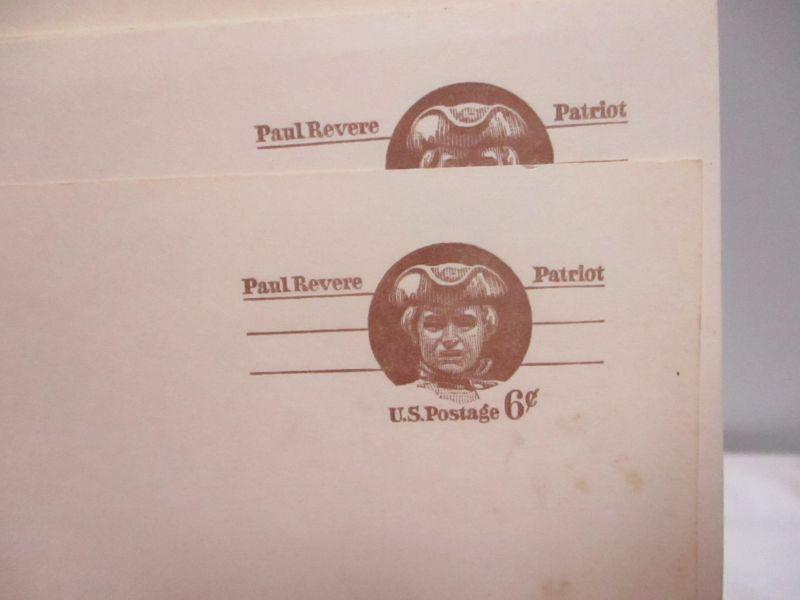 Paul Revere Patriot
Paul Revere Patriot
U.S. Postage 6¢